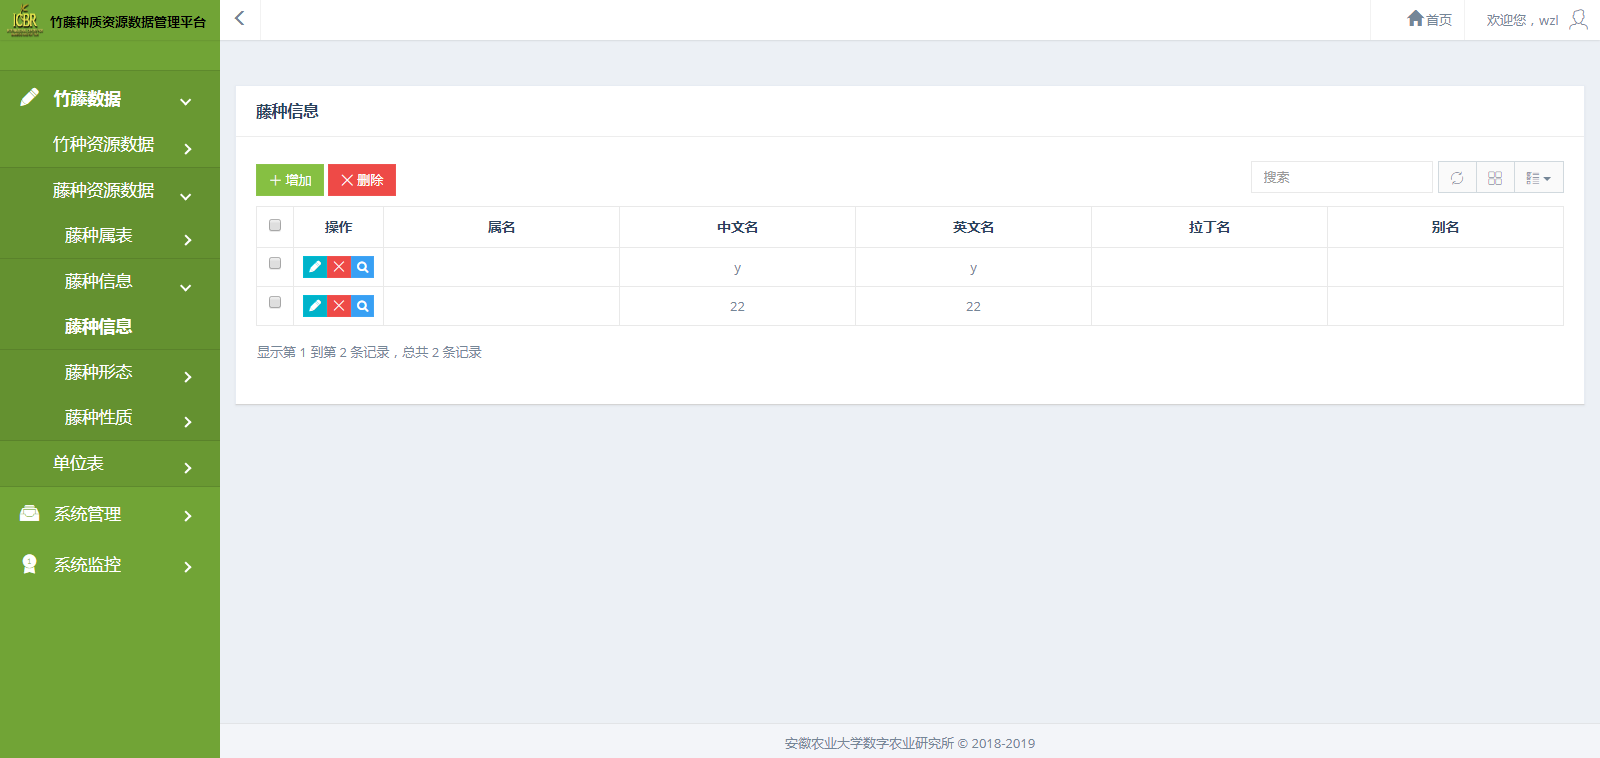 ICBR 竹藤种质资源数据管理平台
首页
欢迎您，wzl
竹藤数据
竹种资源数据
藤种资源数据
藤种属表
藤种信息
藤种信息
藤种形态
藤种性质
单位表
系统管理
系统监控
藤种信息
增加 删除
搜索
操作 属名 中文名 英文名 拉丁名 别名
y y
22 22
显示第 1 到第 2 条记录，总共 2 条记录
安徽农业大学数字农业研究所 © 2018-2019